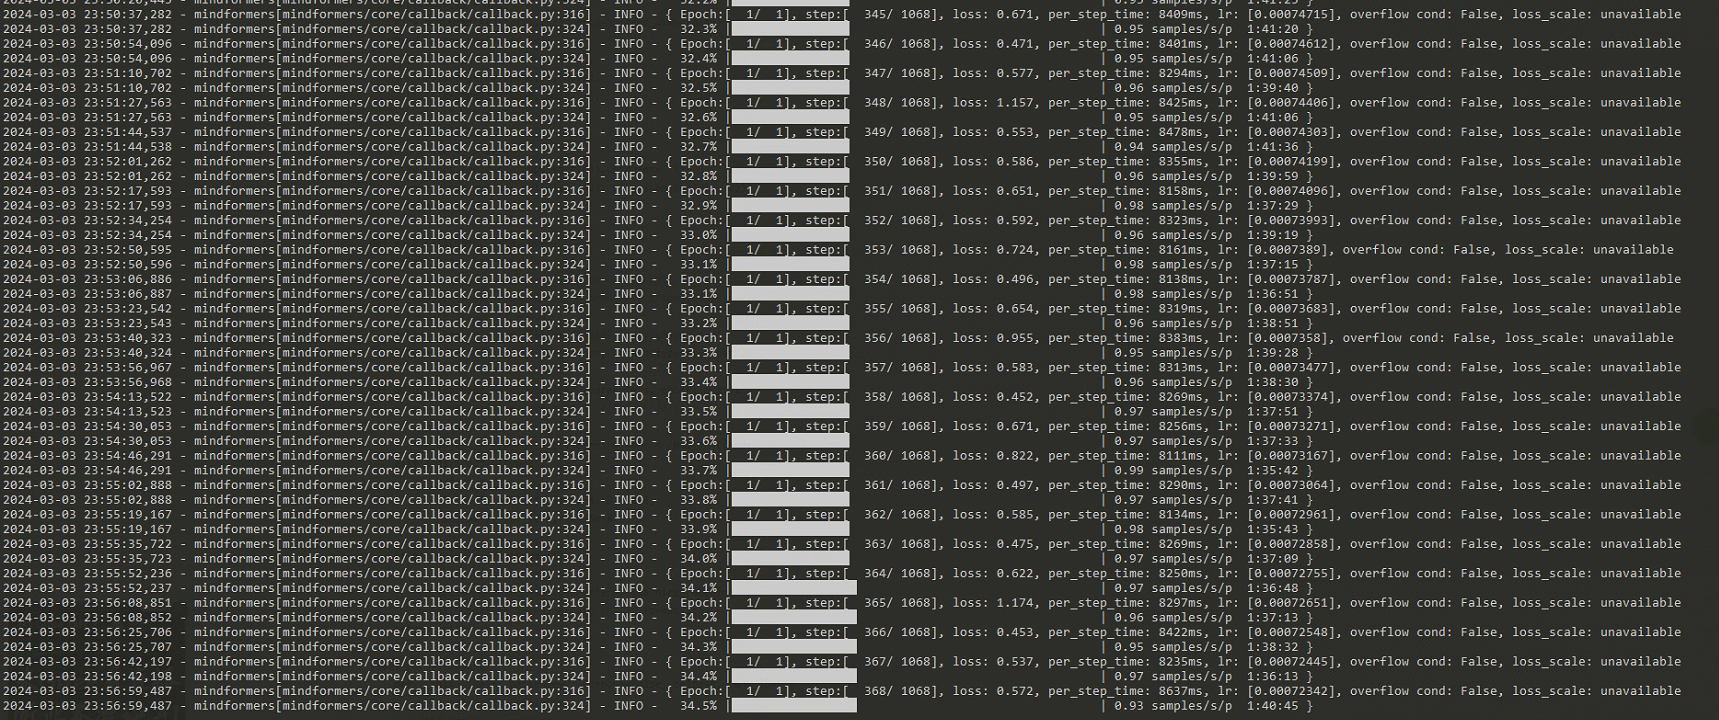 2024-03-03 23:50:37,282 - mindformers[mindformers/core/callback/callback.py:316] - INFO - { Epoch:[  1/  1], step:[  345/ 1068], loss: 0.671, per_step_time: 8409ms, lr: [0.00074715], overflow cond: False, loss_scale: unavailable
2024-03-03 23:50:37,282 - mindformers[mindformers/core/callback/callback.py:324] - INFO -   32.3% | | 0.95 samples/s/p  1:41:20 }
2024-03-03 23:50:54,096 - mindformers[mindformers/core/callback/callback.py:316] - INFO - { Epoch:[  1/  1], step:[  346/ 1068], loss: 0.471, per_step_time: 8401ms, lr: [0.00074612], overflow cond: False, loss_scale: unavailable
2024-03-03 23:50:54,096 - mindformers[mindformers/core/callback/callback.py:324] - INFO -   32.4% | | 0.95 samples/s/p  1:41:06 }
2024-03-03 23:51:10,702 - mindformers[mindformers/core/callback/callback.py:316] - INFO - { Epoch:[  1/  1], step:[  347/ 1068], loss: 0.577, per_step_time: 8294ms, lr: [0.00074509], overflow cond: False, loss_scale: unavailable
2024-03-03 23:51:10,702 - mindformers[mindformers/core/callback/callback.py:324] - INFO -   32.5% | | 0.96 samples/s/p  1:39:40 }
2024-03-03 23:51:27,563 - mindformers[mindformers/core/callback/callback.py:316] - INFO - { Epoch:[  1/  1], step:[  348/ 1068], loss: 1.157, per_step_time: 8425ms, lr: [0.00074406], overflow cond: False, loss_scale: unavailable
2024-03-03 23:51:27,563 - mindformers[mindformers/core/callback/callback.py:324] - INFO -   32.6% | | 0.95 samples/s/p  1:41:06 }
2024-03-03 23:51:44,537 - mindformers[mindformers/core/callback/callback.py:316] - INFO - { Epoch:[  1/  1], step:[  349/ 1068], loss: 0.553, per_step_time: 8478ms, lr: [0.00074303], overflow cond: False, loss_scale: unavailable
2024-03-03 23:51:44,538 - mindformers[mindformers/core/callback/callback.py:324] - INFO -   32.7% | | 0.94 samples/s/p  1:41:36 }
2024-03-03 23:52:01,262 - mindformers[mindformers/core/callback/callback.py:316] - INFO - { Epoch:[  1/  1], step:[  350/ 1068], loss: 0.586, per_step_time: 8355ms, lr: [0.00074199], overflow cond: False, loss_scale: unavailable
2024-03-03 23:52:01,262 - mindformers[mindformers/core/callback/callback.py:324] - INFO -   32.8% | | 0.96 samples/s/p  1:39:59 }
2024-03-03 23:52:17,593 - mindformers[mindformers/core/callback/callback.py:316] - INFO - { Epoch:[  1/  1], step:[  351/ 1068], loss: 0.651, per_step_time: 8158ms, lr: [0.00074096], overflow cond: False, loss_scale: unavailable
2024-03-03 23:52:17,593 - mindformers[mindformers/core/callback/callback.py:324] - INFO -   32.9% | | 0.98 samples/s/p  1:37:29 }
2024-03-03 23:52:34,254 - mindformers[mindformers/core/callback/callback.py:316] - INFO - { Epoch:[  1/  1], step:[  352/ 1068], loss: 0.592, per_step_time: 8323ms, lr: [0.00073993], overflow cond: False, loss_scale: unavailable
2024-03-03 23:52:34,254 - mindformers[mindformers/core/callback/callback.py:324] - INFO -   33.0% | | 0.96 samples/s/p  1:39:19 }
2024-03-03 23:52:50,595 - mindformers[mindformers/core/callback/callback.py:316] - INFO - { Epoch:[  1/  1], step:[  353/ 1068], loss: 0.724, per_step_time: 8161ms, lr: [0.0007389], overflow cond: False, loss_scale: unavailable
2024-03-03 23:52:50,596 - mindformers[mindformers/core/callback/callback.py:324] - INFO -   33.1% | | 0.98 samples/s/p  1:37:15 }
2024-03-03 23:53:06,886 - mindformers[mindformers/core/callback/callback.py:316] - INFO - { Epoch:[  1/  1], step:[  354/ 1068], loss: 0.496, per_step_time: 8138ms, lr: [0.00073787], overflow cond: False, loss_scale: unavailable
2024-03-03 23:53:06,887 - mindformers[mindformers/core/callback/callback.py:324] - INFO -   33.1% | | 0.98 samples/s/p  1:36:51 }
2024-03-03 23:53:23,542 - mindformers[mindformers/core/callback/callback.py:316] - INFO - { Epoch:[  1/  1], step:[  355/ 1068], loss: 0.654, per_step_time: 8319ms, lr: [0.00073683], overflow cond: False, loss_scale: unavailable
2024-03-03 23:53:23,543 - mindformers[mindformers/core/callback/callback.py:324] - INFO -   33.2% | | 0.96 samples/s/p  1:38:51 }
2024-03-03 23:53:40,323 - mindformers[mindformers/core/callback/callback.py:316] - INFO - { Epoch:[  1/  1], step:[  356/ 1068], loss: 0.955, per_step_time: 8383ms, lr: [0.0007358], overflow cond: False, loss_scale: unavailable
2024-03-03 23:53:40,324 - mindformers[mindformers/core/callback/callback.py:324] - INFO -   33.3% | | 0.95 samples/s/p  1:39:28 }
2024-03-03 23:53:56,967 - mindformers[mindformers/core/callback/callback.py:316] - INFO - { Epoch:[  1/  1], step:[  357/ 1068], loss: 0.583, per_step_time: 8313ms, lr: [0.00073477], overflow cond: False, loss_scale: unavailable
2024-03-03 23:53:56,968 - mindformers[mindformers/core/callback/callback.py:324] - INFO -   33.4% | | 0.96 samples/s/p  1:38:30 }
2024-03-03 23:54:13,522 - mindformers[mindformers/core/callback/callback.py:316] - INFO - { Epoch:[  1/  1], step:[  358/ 1068], loss: 0.452, per_step_time: 8269ms, lr: [0.00073374], overflow cond: False, loss_scale: unavailable
2024-03-03 23:54:13,523 - mindformers[mindformers/core/callback/callback.py:324] - INFO -   33.5% | | 0.97 samples/s/p  1:37:51 }
2024-03-03 23:54:30,053 - mindformers[mindformers/core/callback/callback.py:316] - INFO - { Epoch:[  1/  1], step:[  359/ 1068], loss: 0.671, per_step_time: 8256ms, lr: [0.00073271], overflow cond: False, loss_scale: unavailable
2024-03-03 23:54:30,053 - mindformers[mindformers/core/callback/callback.py:324] - INFO -   33.6% | | 0.97 samples/s/p  1:37:33 }
2024-03-03 23:54:46,291 - mindformers[mindformers/core/callback/callback.py:316] - INFO - { Epoch:[  1/  1], step:[  360/ 1068], loss: 0.822, per_step_time: 8111ms, lr: [0.00073167], overflow cond: False, loss_scale: unavailable
2024-03-03 23:54:46,291 - mindformers[mindformers/core/callback/callback.py:324] - INFO -   33.7% | | 0.99 samples/s/p  1:35:42 }
2024-03-03 23:55:02,888 - mindformers[mindformers/core/callback/callback.py:316] - INFO - { Epoch:[  1/  1], step:[  361/ 1068], loss: 0.497, per_step_time: 8290ms, lr: [0.00073064], overflow cond: False, loss_scale: unavailable
2024-03-03 23:55:02,888 - mindformers[mindformers/core/callback/callback.py:324] - INFO -   33.8% | | 0.97 samples/s/p  1:37:41 }
2024-03-03 23:55:19,167 - mindformers[mindformers/core/callback/callback.py:316] - INFO - { Epoch:[  1/  1], step:[  362/ 1068], loss: 0.585, per_step_time: 8134ms, lr: [0.00072961], overflow cond: False, loss_scale: unavailable
2024-03-03 23:55:19,167 - mindformers[mindformers/core/callback/callback.py:324] - INFO -   33.9% | | 0.98 samples/s/p  1:35:43 }
2024-03-03 23:55:35,722 - mindformers[mindformers/core/callback/callback.py:316] - INFO - { Epoch:[  1/  1], step:[  363/ 1068], loss: 0.475, per_step_time: 8269ms, lr: [0.00072858], overflow cond: False, loss_scale: unavailable
2024-03-03 23:55:35,723 - mindformers[mindformers/core/callback/callback.py:324] - INFO -   34.0% | | 0.97 samples/s/p  1:37:09 }
2024-03-03 23:55:52,236 - mindformers[mindformers/core/callback/callback.py:316] - INFO - { Epoch:[  1/  1], step:[  364/ 1068], loss: 0.622, per_step_time: 8250ms, lr: [0.00072755], overflow cond: False, loss_scale: unavailable
2024-03-03 23:55:52,237 - mindformers[mindformers/core/callback/callback.py:324] - INFO -   34.1% | | 0.97 samples/s/p  1:36:48 }
2024-03-03 23:56:08,851 - mindformers[mindformers/core/callback/callback.py:316] - INFO - { Epoch:[  1/  1], step:[  365/ 1068], loss: 1.174, per_step_time: 8297ms, lr: [0.00072651], overflow cond: False, loss_scale: unavailable
2024-03-03 23:56:08,852 - mindformers[mindformers/core/callback/callback.py:324] - INFO -   34.2% | | 0.96 samples/s/p  1:37:13 }
2024-03-03 23:56:25,706 - mindformers[mindformers/core/callback/callback.py:316] - INFO - { Epoch:[  1/  1], step:[  366/ 1068], loss: 0.453, per_step_time: 8422ms, lr: [0.00072548], overflow cond: False, loss_scale: unavailable
2024-03-03 23:56:25,707 - mindformers[mindformers/core/callback/callback.py:324] - INFO -   34.3% | | 0.95 samples/s/p  1:38:32 }
2024-03-03 23:56:42,197 - mindformers[mindformers/core/callback/callback.py:316] - INFO - { Epoch:[  1/  1], step:[  367/ 1068], loss: 0.537, per_step_time: 8235ms, lr: [0.00072445], overflow cond: False, loss_scale: unavailable
2024-03-03 23:56:42,198 - mindformers[mindformers/core/callback/callback.py:324] - INFO -   34.4% | | 0.97 samples/s/p  1:36:13 }
2024-03-03 23:56:59,487 - mindformers[mindformers/core/callback/callback.py:316] - INFO - { Epoch:[  1/  1], step:[  368/ 1068], loss: 0.572, per_step_time: 8637ms, lr: [0.00072342], overflow cond: False, loss_scale: unavailable
2024-03-03 23:56:59,487 - mindformers[mindformers/core/callback/callback.py:324] - INFO -   34.5% | | 0.93 samples/s/p  1:40:45 }